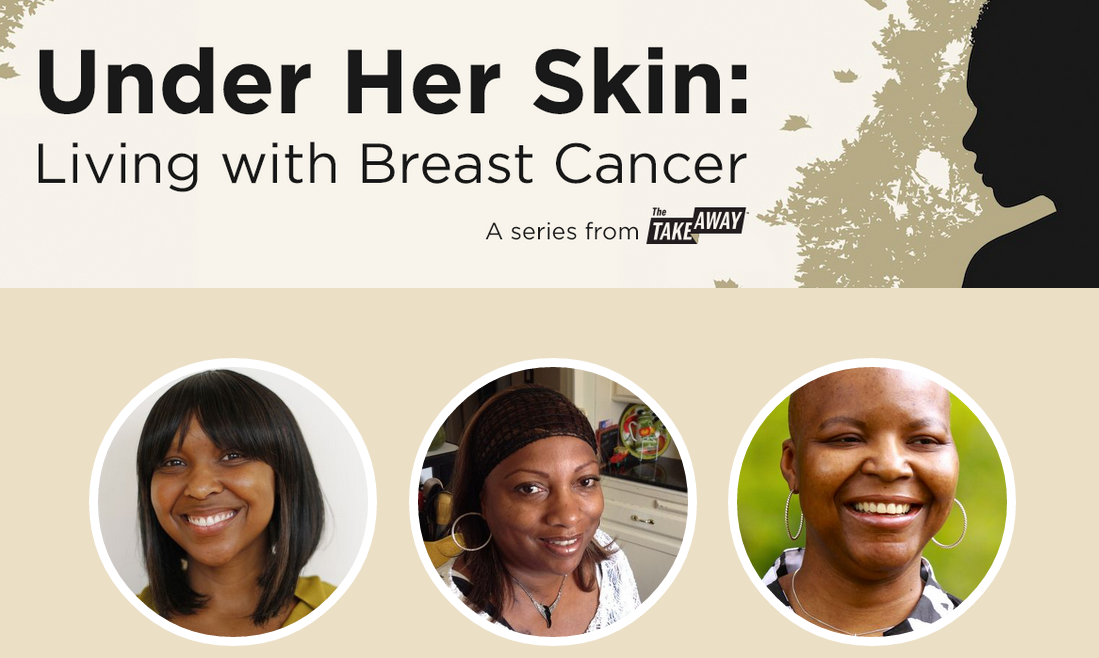 Under Her Skin:
Living with Breast Cancer
A series from The TAKEAWAY